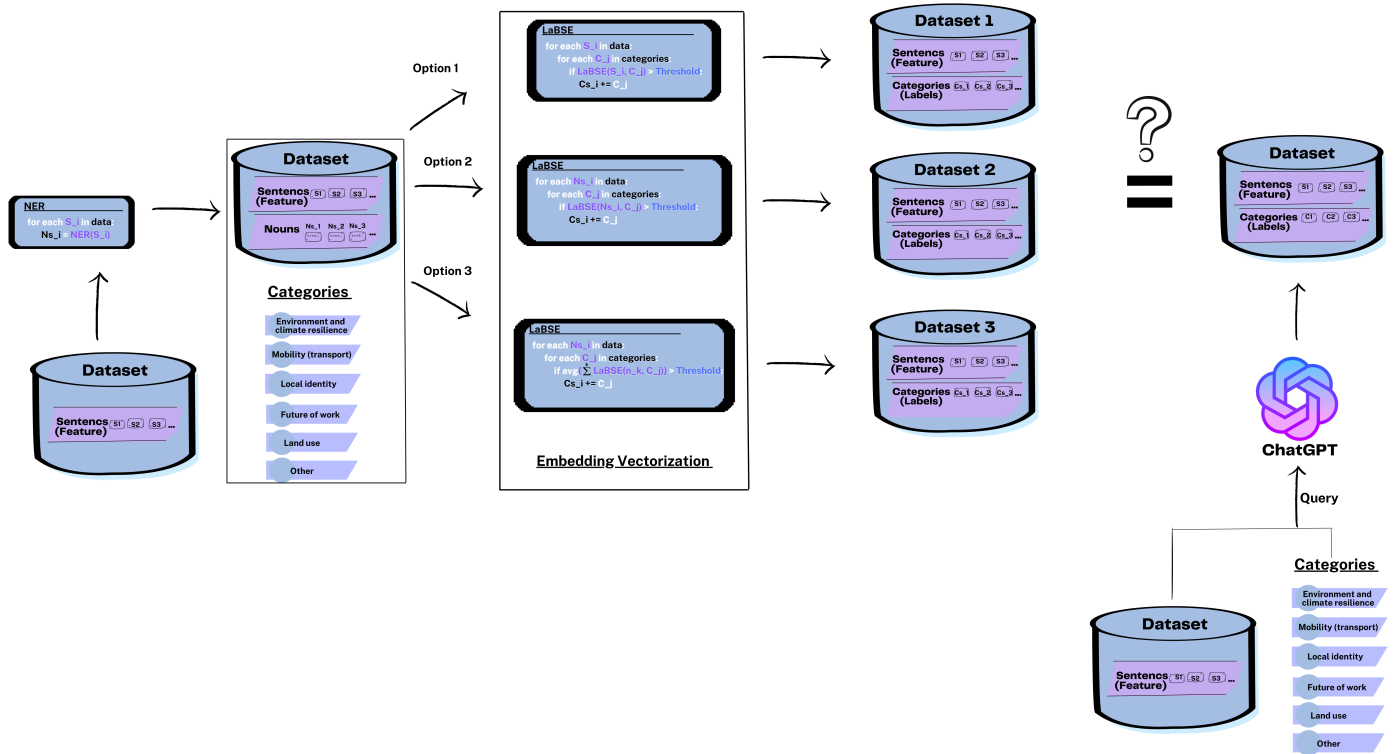 NER
for each S_i in data:
Ns_i = NER(S_i)
Dataset
Sentencs
(Feature)
S1 S2 S3 ...
Dataset
Sentencs
(Feature)
S1 S2 S3 ...
Nouns
Ns_1 Ns_2 Ns_3
...
Categories
Environment and
climate resilience
Mobility (transport)
Local identity
Future of work
Land use
Other
Option 1
Option 2
Option 3
LaBSE
for each S_i in data:
for each C_j in categories:
if LaBSE(S_i, C_j) > Threshold:
Cs_i += C_j
LaBSE
for each Ns_i in data:
for each C_j in categories:
if LaBSE(Ns_i, C_j) > Threshold:
Cs_i += C_j
LaBSE
for each Ns_i in data:
for each C_j in categories:
if avg( ∑ LaBSE(n_k, C_j)) > Threshold:
Cs_i += C_j
Embedding Vectorization
Dataset 1
Sentencs
(Feature)
S1 S2 S3 ...
Categories
(Labels)
Cs_1 Cs_2 Cs_3 ...
Dataset 2
Sentencs
(Feature)
S1 S2 S3 ...
Categories
(Labels)
Cs_1 Cs_2 Cs_3 ...
Dataset 3
Sentencs
(Feature)
S1 S2 S3 ...
Categories
(Labels)
Cs_1 Cs_2 Cs_3 ...
?
=
Dataset
Sentencs
(Feature)
S1 S2 S3 ...
Categories
(Labels)
C1 C2 C3 ...
ChatGPT
Query
Dataset
Sentencs
(Feature)
S1 S2 S3 ...
Categories
Environment and
climate resilience
Mobility (transport)
Local identity
Future of work
Land use
Other